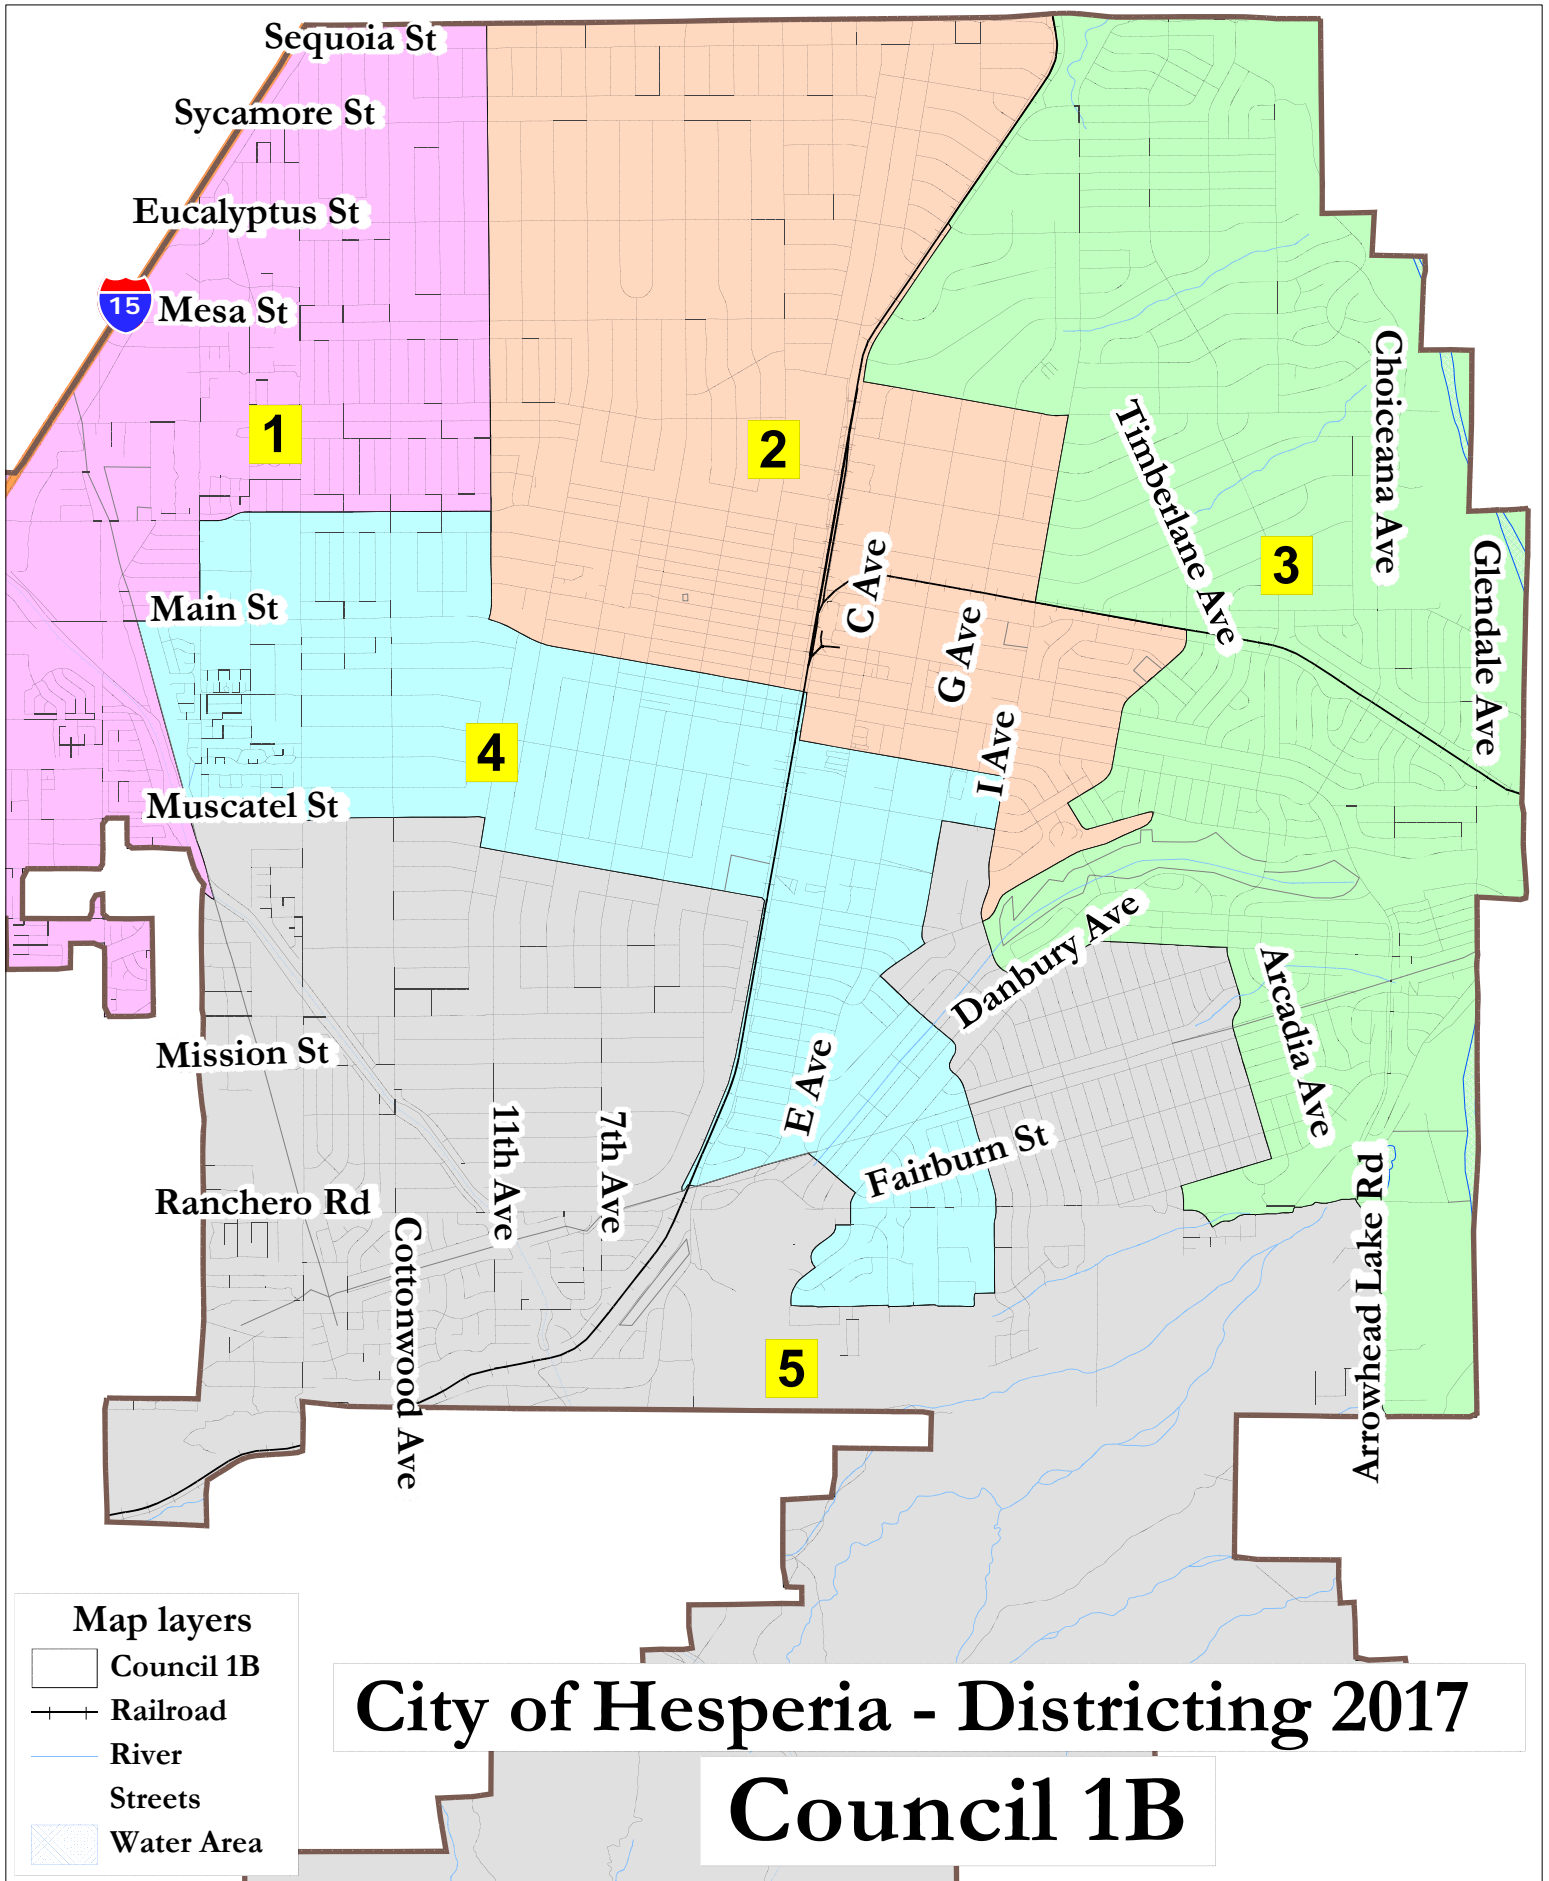 Sequoia St
Sycamore St
Eucalyptus St
15
Mesa St
Choiceana Ave
Timberlane Ave
1
2
3
C Ave
Glendale Ave
Main St
G Ave
I Ave
4
Muscatel St
Danbury Ave
Arcadia Ave
Mission St
E Ave
11th Ave
7th Ave
Fairburn St
Ranchero Rd
Cottonwood Ave
Arrowhead Lake Rd
5
Map layers
Council 1B
Railroad
River
Streets
Water Area
City of Hesperia - Districting 2017
Council 1B